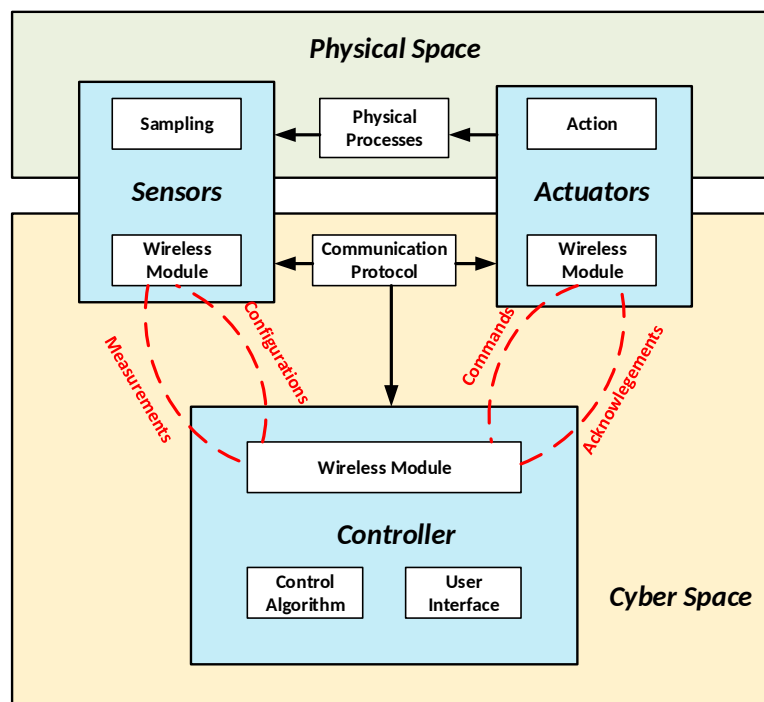 Physical Space
Sampling
Physical
Processes
Action
Sensors
Actuators
Wireless
Module
Communication
Protocol
Wireless
Module
Measurements
Configurations
Commands
Acknowlegements
Wireless Module
Controller
Control
Algorithm
User
Interface
Cyber Space